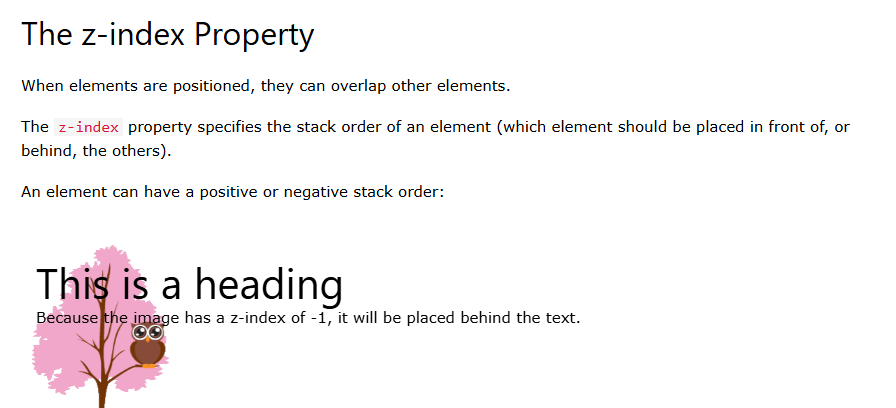 The z-index Property
When elements are positioned, they can overlap other elements.
The z-index property specifies the stack order of an element (which element should be placed in front of, or
behind, the others).
An element can have a positive or negative stack order:
This is a heading
Because the image has a z-index of -1, it will be placed behind the text.